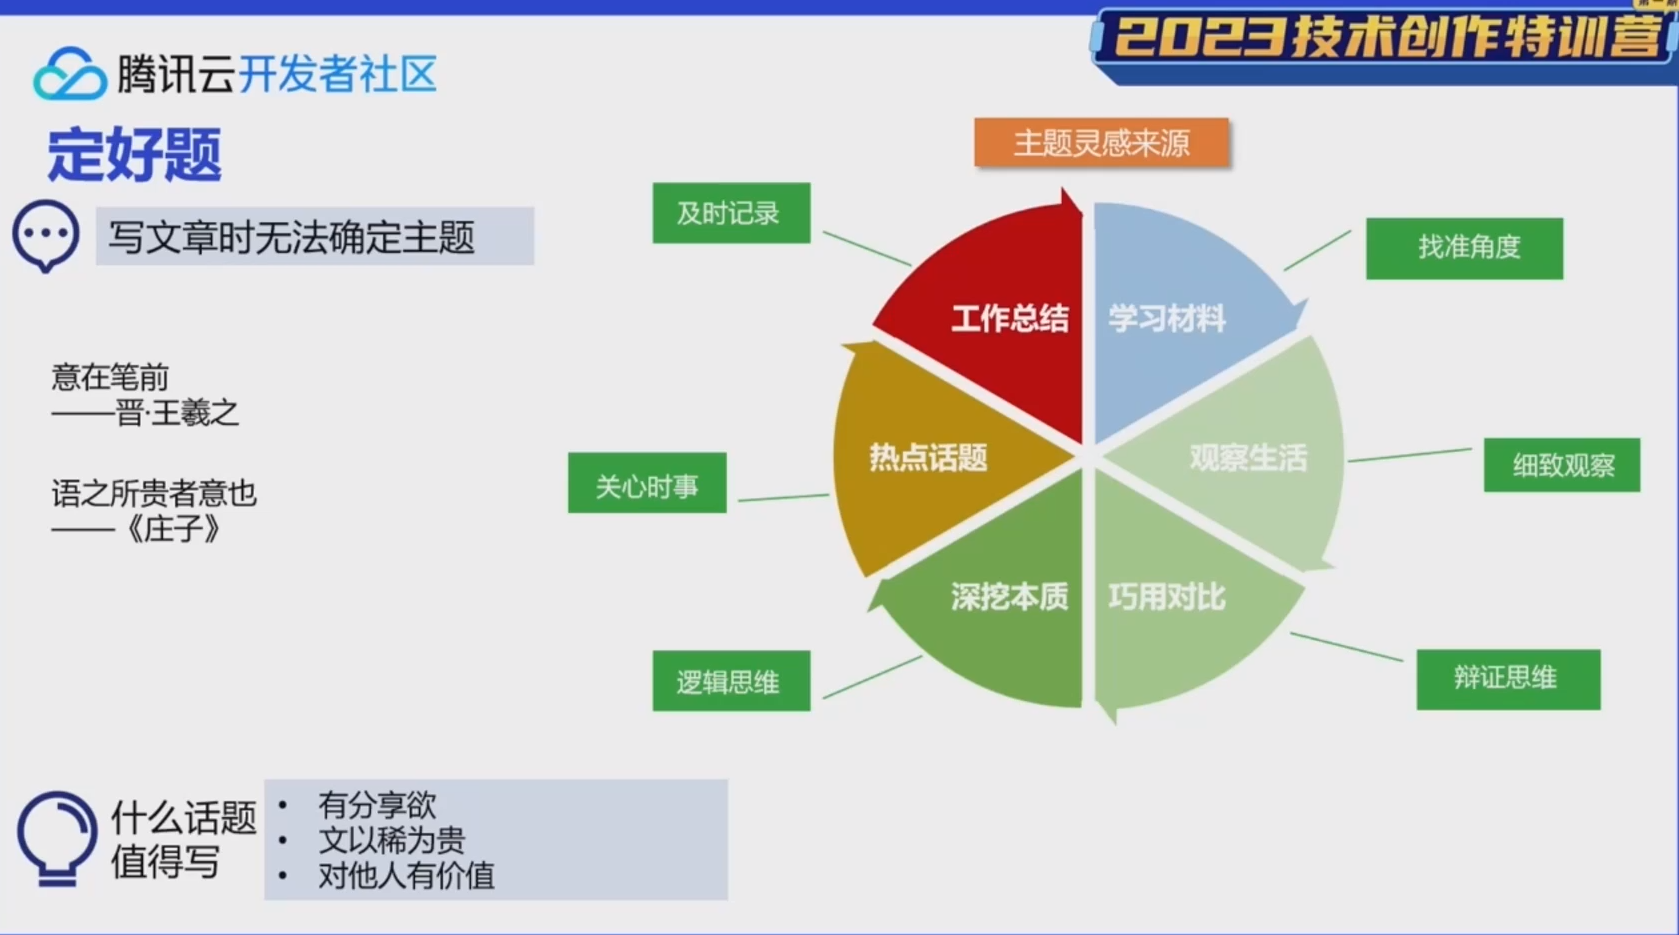 2023技术创作特训营
腾讯云开发者社区
定好题
写文章时无法确定主题
意在笔前
——晋·王羲之
语之所贵者意也
——《庄子》
主题灵感来源
及时记录
找准角度
工作总结
学习材料
热点话题
观察生活
关心时事
细致观察
深挖本质
巧用对比
逻辑思维
辩证思维
什么话题
值得写
• 有分享欲
• 文以稀为贵
• 对他人有价值